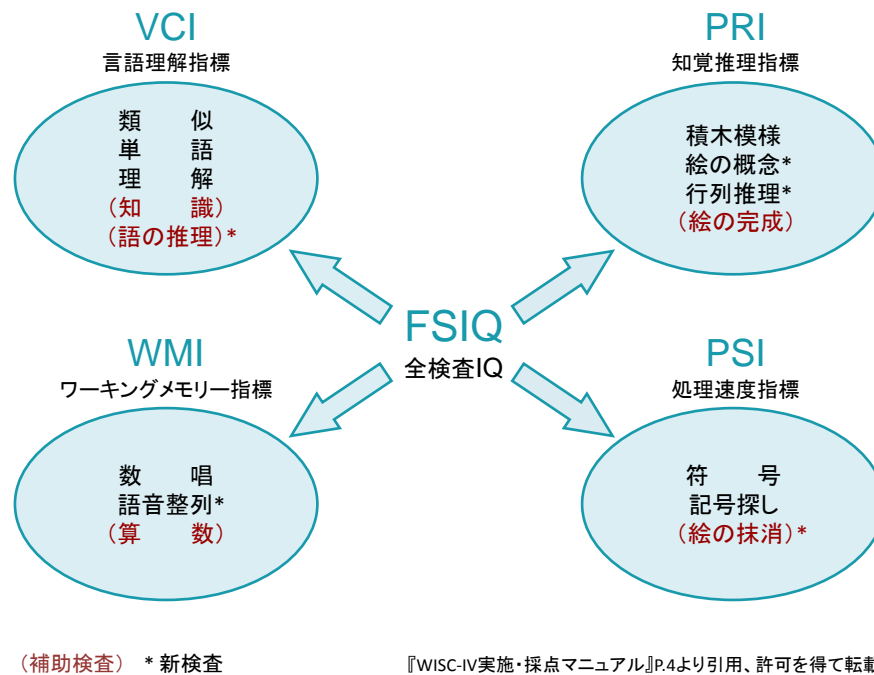 VCI
言語理解指標
類　似
単　語
理　解
（知　識）
（語の推理）*
PRI
知覚推理指標
積木模様
絵の概念*
行列推理*
（絵の完成）
FSIQ
全検査IQ
WMI
ワーキングメモリー指標
数　唱
語音整列*
（算　数）
PSI
処理速度指標
符　号
記号探し
（絵の抹消）*
（補助検査） * 新検査
『WISC-IV実施・採点マニュアル』P.4より引用、許可を得て転載